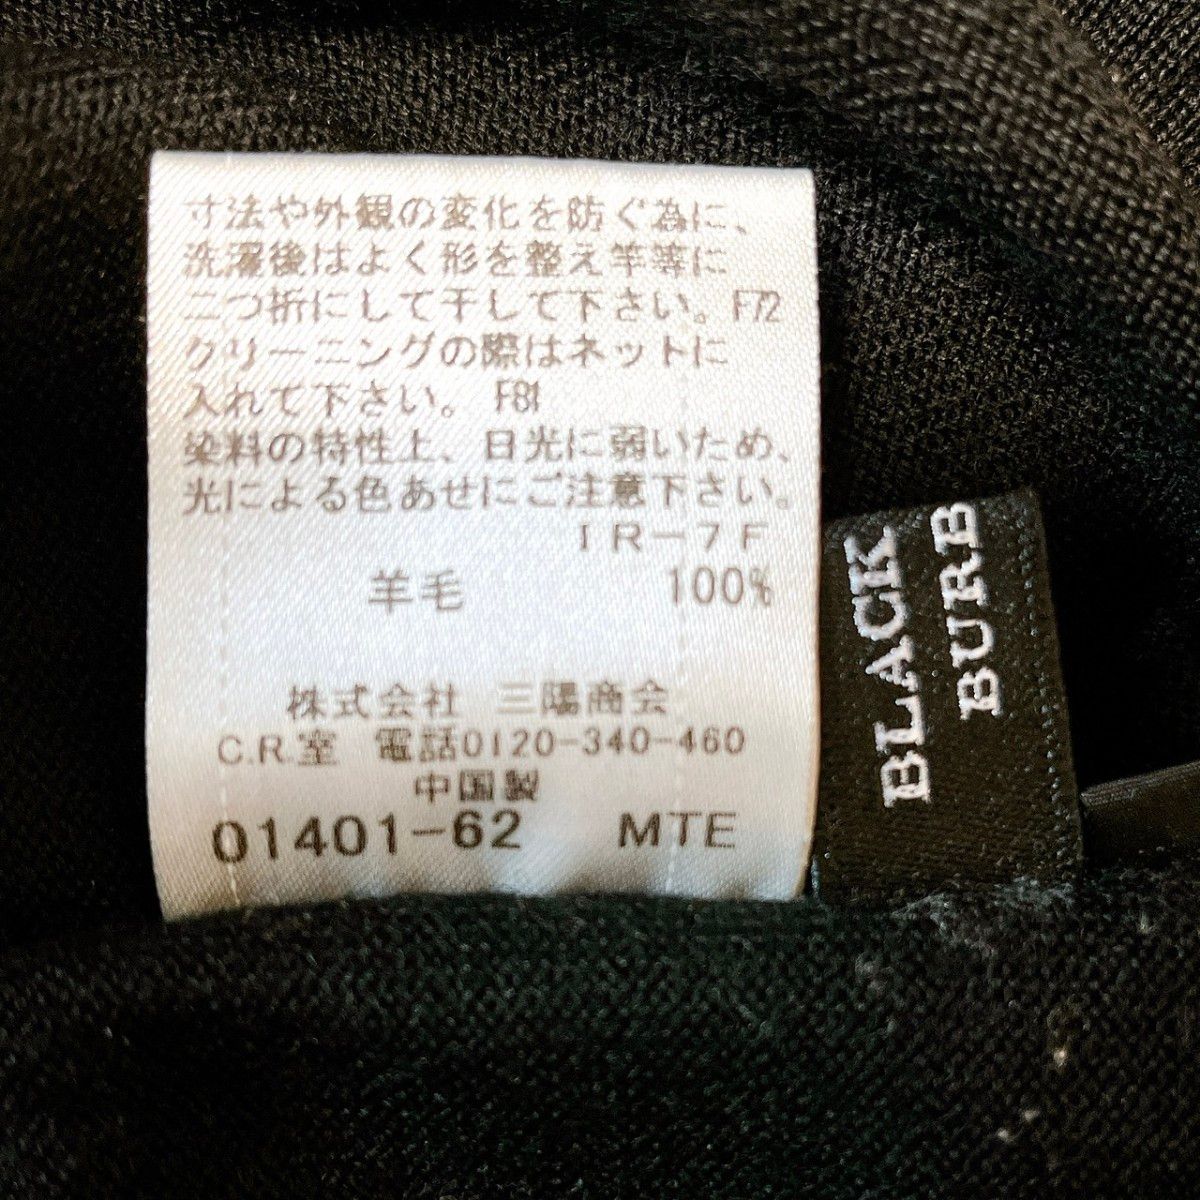 寸法や外観の変化を防ぐ為に、
洗濯後はよく形を整え竿等に
二つ折にして干して下さい。F72
クリーニングの際はネットに
入れて下さい。 F81
染料の特性上、日光に弱いため、
光による色あせにご注意下さい。
IR-7F
羊毛 100%
株式会社 三陽商会
C.R.室 電話0120-340-460
中国製
01401-62 MTE
BLACK
BURB